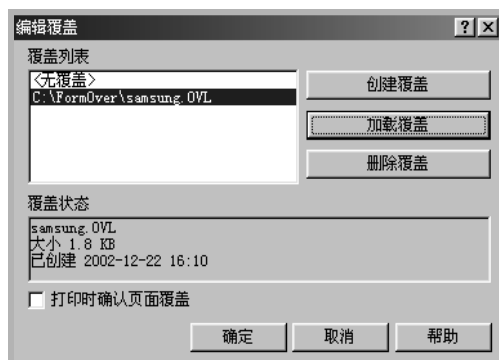 编辑覆盖
覆盖列表
<无覆盖>
C:\FormOver\samsung.OVL
创建覆盖
加载覆盖
删除覆盖
覆盖状态
samsung.OVL
大小 1.8 KB
已创建 2002-12-22 16:10
打印时确认页面覆盖
确定 取消 帮助